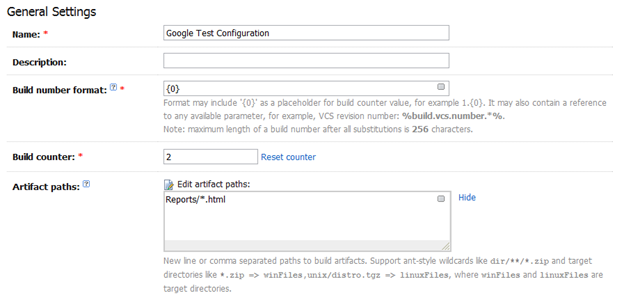 General Settings
Name: * Google Test Configuration
Description:
Build number format: ? * {0}
Format may include '{0}' as a placeholder for build counter value, for example 1.{0}. It may also contain a reference
to any available parameter, for example, VCS revision number: %build.vcs.number.*%.
Note: maximum length of a build number after all substitutions is 256 characters.
Build counter: * 2 Reset counter
Artifact paths: ? Edit artifact paths:
Reports/*.html Hide
New line or comma separated paths to build artifacts. Support ant-style wildcards like dir/**/*.zip and target
directories like *.zip => winFiles,unix/distro.tgz => linuxFiles, where winFiles and linuxFiles are
target directories.